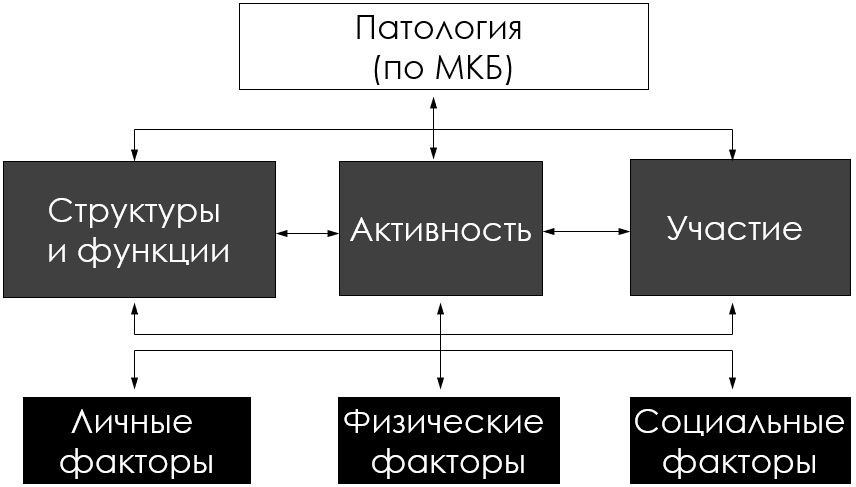 Патология
(по МКБ)
Структуры
и функции
Активность
Участие
Личные
факторы
Физические
факторы
Социальные
факторы